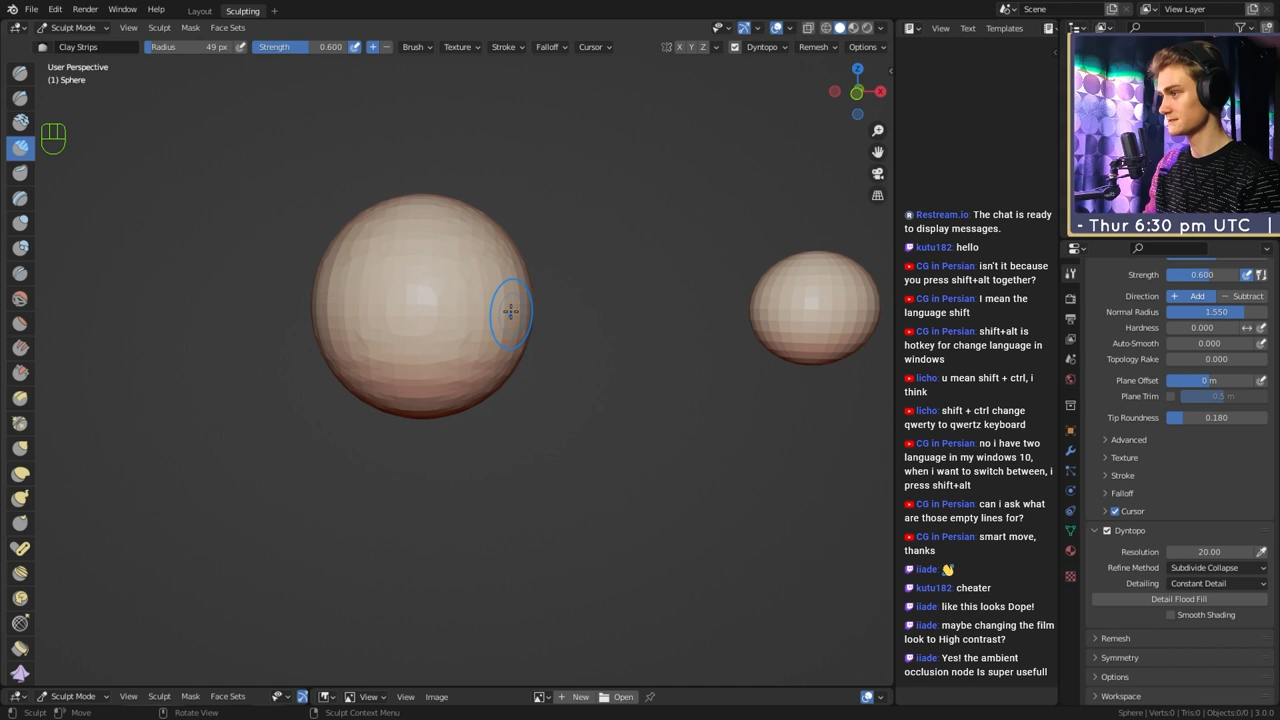 File Edit Render Window Help Layout Sculpting Scene View Layer
Sculpt Mode View Sculpt Mask Face Sets View Text Templates
Clay Strips Radius 49 px Strength 0.600 Brush Texture Stroke Falloff Cursor X Y Z Dyntopo Remesh Options
User Perspective
(1) Sphere
Z
X
- Thur 6:30 pm UTC |
Restream.io: The chat is ready
to display messages.
kutu182: hello
CG in Persian: isn't it because
you press shift+alt together?
CG in Persian: I mean the
language shift
CG in Persian: shift+alt is
hotkey for change language in
windows
licho: u mean shift + ctrl, i
think
licho: shift + ctrl change
qwerty to qwertz keyboard
CG in Persian: no i have two
language in my windows 10,
when i want to switch between, i
press shift+alt
CG in Persian: can i ask what
are those empty lines for?
CG in Persian: smart move,
thanks
iiade: 👋
kutu182: cheater
iiade: like this looks Dope!
iiade: maybe changing the film
look to High contrast?
iiade: Yes! the ambient
occlusion node Is super usefull
Strength 0.600
Direction + Add − Subtract
Normal Radius 1.550
Hardness 0.000
Auto-Smooth 0.000
Topology Rake 0.000
Plane Offset 0 m
Plane Trim 0.5 m
Tip Roundness 0.180
Advanced
Texture
Stroke
Falloff
Cursor
Dyntopo
Resolution 20.00
Refine Method Subdivide Collapse
Detailing Constant Detail
Detail Flood Fill
Smooth Shading
Remesh
Symmetry
Options
Workspace
Sculpt Mode View Sculpt Mask Face Sets View View Image + New Open
Sculpt Move Rotate View Sculpt Context Menu Sphere | Verts:0 | Tris:0 | Objects:0/0 | 3.0.0